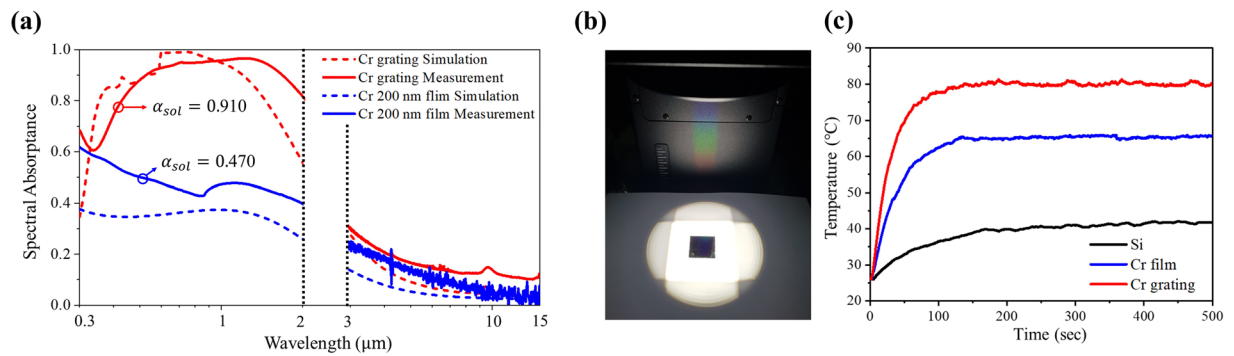 (a)
1.0
0.8
0.6
0.4
0.2
0.0
Spectral Absorptance
0.3
1
2
3
10
15
Wavelength (μm)
Cr grating Simulation
Cr grating Measurement
Cr 200 nm flim Simulation
Cr 200 nm film Measurement
αsol = 0.910
αsol = 0.470
(b)
(c)
90
80
70
60
50
40
30
20
Temperature (°C)
0
100
200
300
400
500
Time (sec)
Si
Cr film
Cr grating